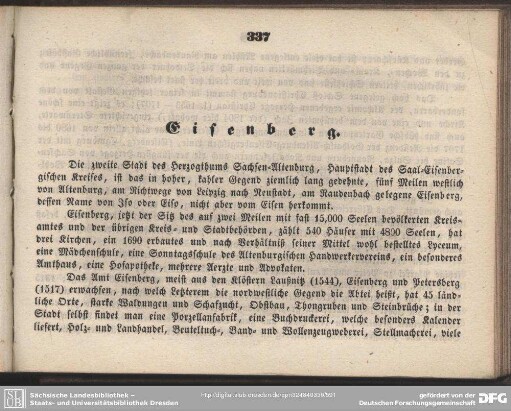 337
Eisenberg.
Die zweite Stadt des Herzogthums Sachsen-Altenburg, Hauptstadt des Saal-Eisenber-
gischen Kreises, ist das in hoher, kahler Gegend ziemlich lang gedehnte, fünf Meilen westlich
von Altenburg, am Richtwege von Leipzig nach Neustadt, am Raudenbach gelegene Eisenberg,
dessen Name von Iso oder Eiso, nicht aber vom Eisen herkommt.
Eisenberg, jetzt der Sitz des auf zwei Meilen mit fast 15,000 Seelen bevölkerten Kreis-
amtes und der übrigen Kreis- und Stadtbehörden, zählt 540 Häuser mit 4890 Seelen, hat
drei Kirchen, ein 1690 erbautes und nach Verhältniß seiner Mittel wohl bestelltes Lyceum,
eine Mädchenschule, eine Sonntagsschule des Altenburgischen Handwerkervereins, ein besonderes
Amthaus, eine Hofapotheke, mehrere Aerzte und Advokaten.
Das Amt Eisenberg, meist aus den Klöstern Laußnitz (1544), Eisenberg und Petersberg
(1517) erwachsen, nach welch Letzterem die nordwestliche Gegend die Abtei heißt, hat 45 länd-
liche Orte, starke Waldungen und Schafzucht, Obstbau, Thongruben und Steinbrüche; in der
Stadt selbst findet man eine Porzellanfabrik, eine Buchdruckerei, welche besonders Kalender
liefert, Holz- und Landhandel, Beuteltuch-, Band- und Wollenzeugweberei, Stellmacherei, viele
Sächsische Landesbibliothek –
Staats- und Universitätsbibliothek Dresden
gefördert von der
Deutschen Forschungsgemeinschaft
DFG